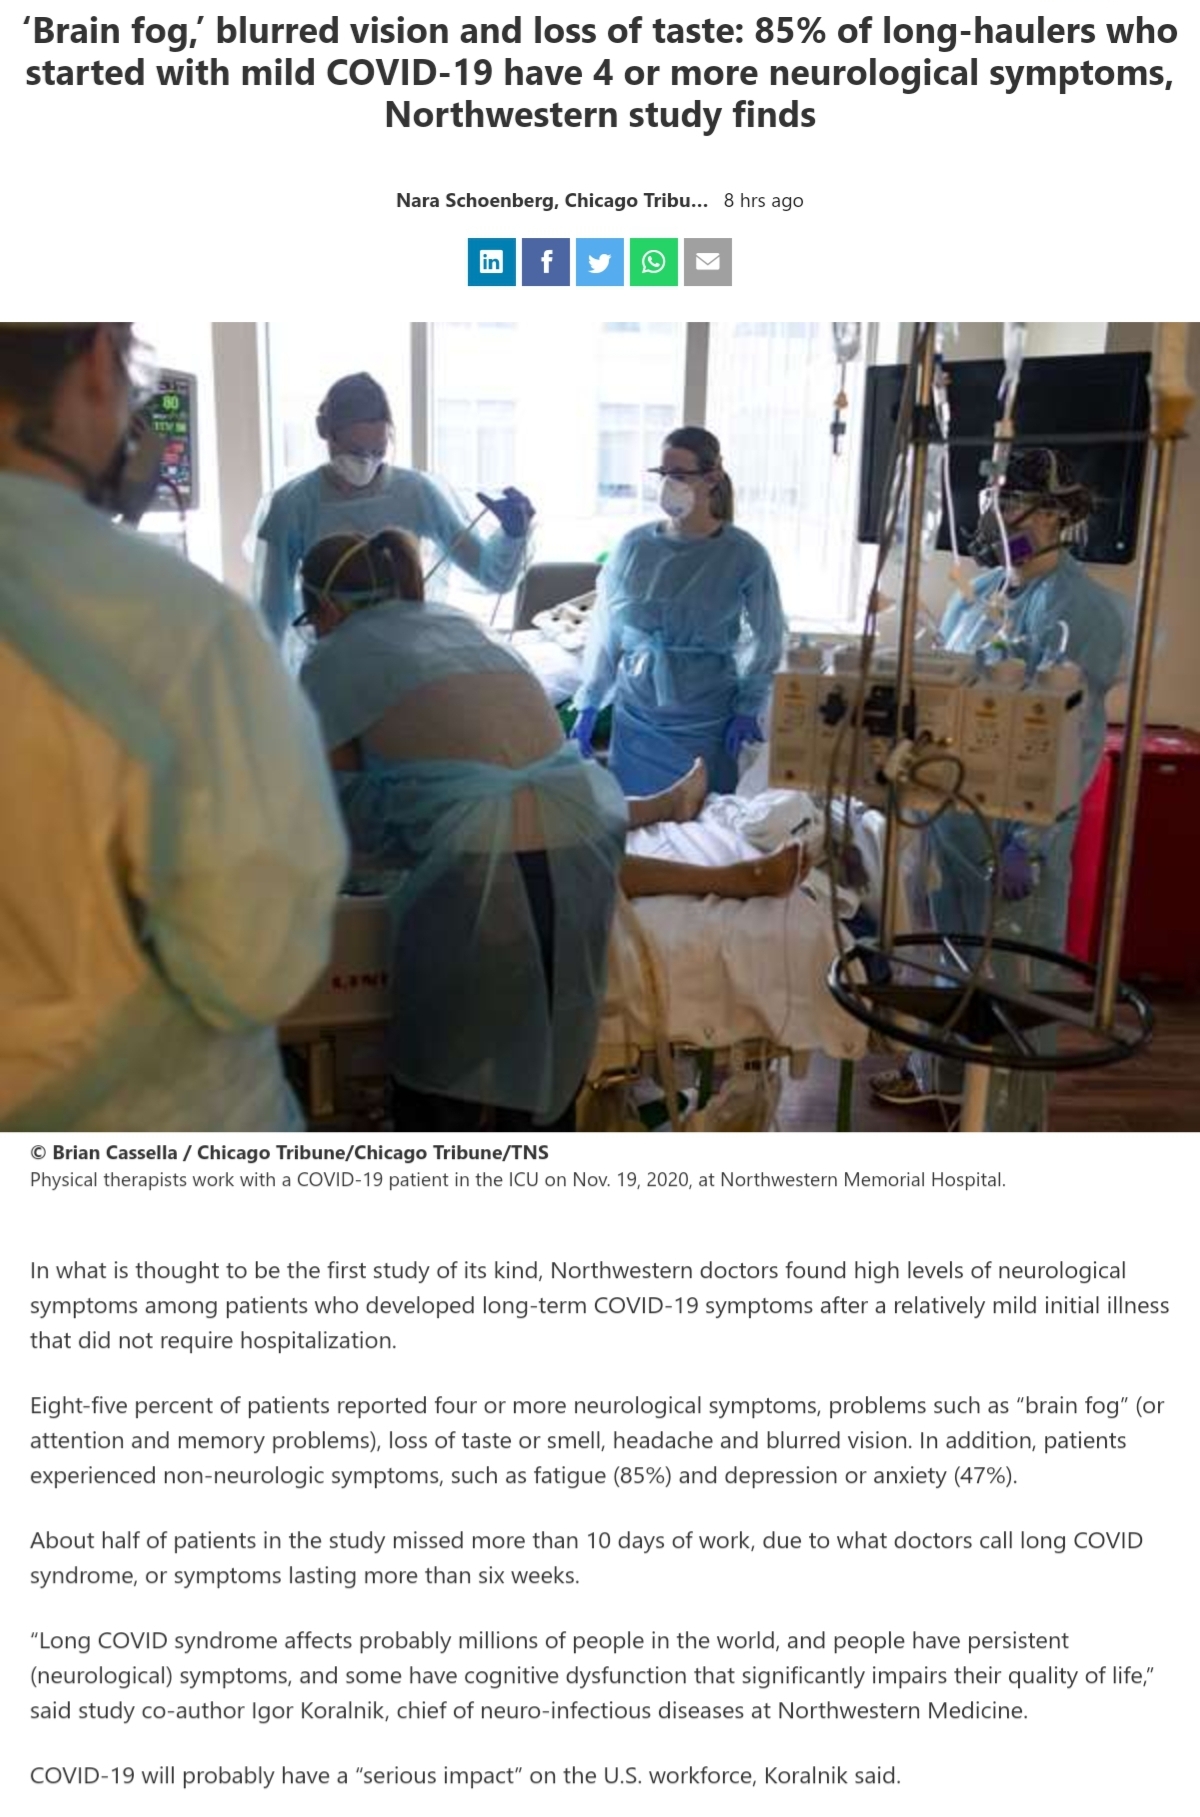 ‘Brain fog,’ blurred vision and loss of taste: 85% of long-haulers who
started with mild COVID-19 have 4 or more neurological symptoms,
Northwestern study finds
Nara Schoenberg, Chicago Tribu... 8 hrs ago
in f
80
© Brian Cassella / Chicago Tribune/Chicago Tribune/TNS
Physical therapists work with a COVID-19 patient in the ICU on Nov. 19, 2020, at Northwestern Memorial Hospital.
In what is thought to be the first study of its kind, Northwestern doctors found high levels of neurological
symptoms among patients who developed long-term COVID-19 symptoms after a relatively mild initial illness
that did not require hospitalization.
Eight-five percent of patients reported four or more neurological symptoms, problems such as “brain fog” (or
attention and memory problems), loss of taste or smell, headache and blurred vision. In addition, patients
experienced non-neurologic symptoms, such as fatigue (85%) and depression or anxiety (47%).
About half of patients in the study missed more than 10 days of work, due to what doctors call long COVID
syndrome, or symptoms lasting more than six weeks.
“Long COVID syndrome affects probably millions of people in the world, and people have persistent
(neurological) symptoms, and some have cognitive dysfunction that significantly impairs their quality of life,”
said study co-author Igor Koralnik, chief of neuro-infectious diseases at Northwestern Medicine.
COVID-19 will probably have a “serious impact” on the U.S. workforce, Koralnik said.